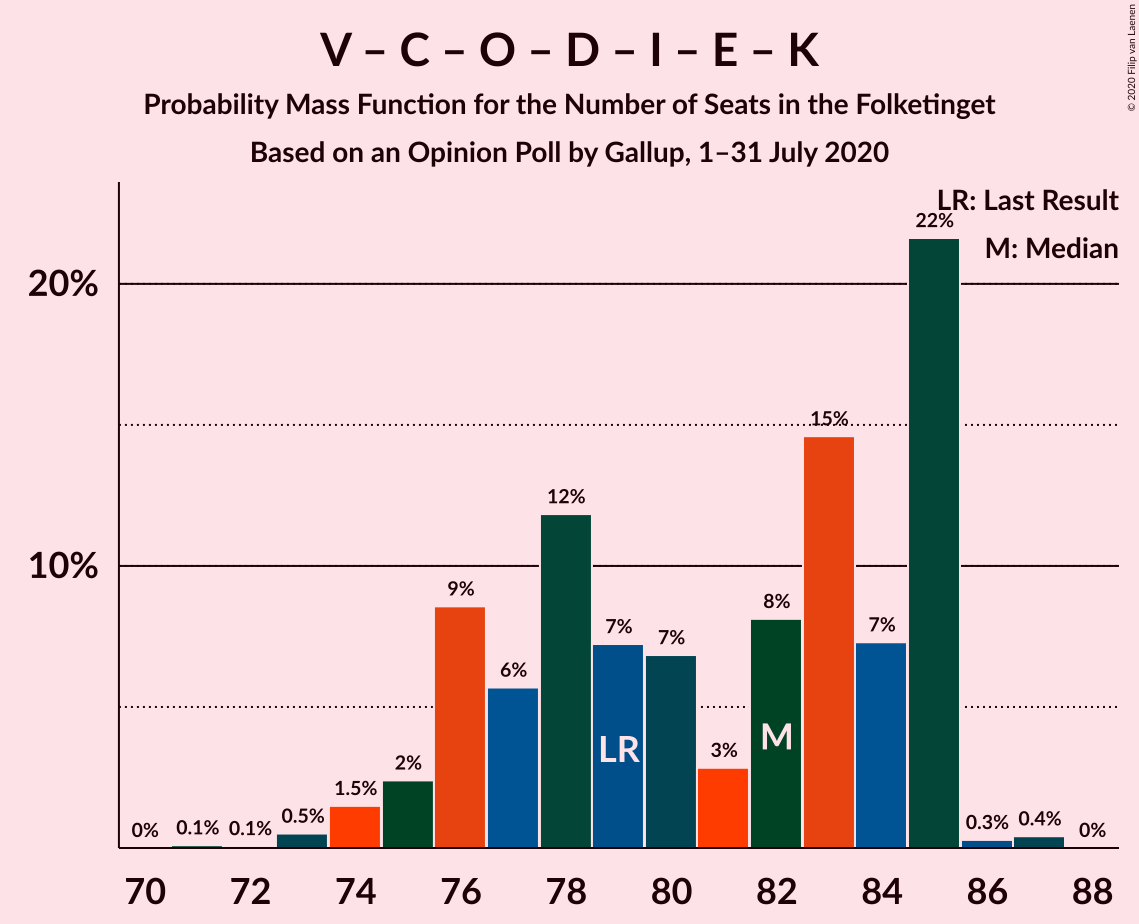 V – C – O – D – I – E – K
Probability Mass Function for the Number of Seats in the Folketinget
Based on an Opinion Poll by Gallup, 1–31 July 2020
© 2020 Filip van Laenen
LR: Last Result
M: Median
20%
10%
0%
0.1%
0.1%
0.5%
1.5%
2%
9%
6%
12%
7%
7%
3%
8%
15%
7%
22%
0.3%
0.4%
0%
LR
M
70 72 74 76 78 80 82 84 86 88